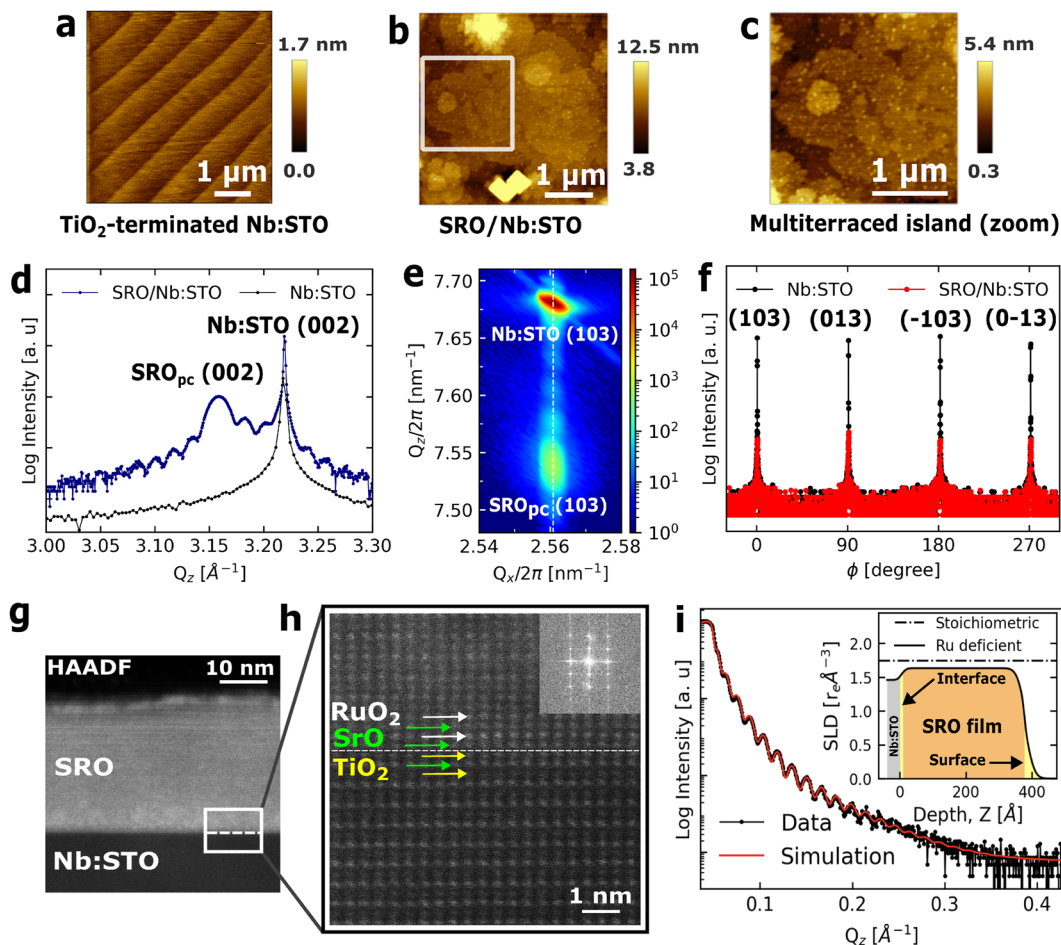 a
1.7 nm
0.0
1 μm
TiO₂-terminated Nb:STO
b
12.5 nm
3.8
1 μm
SRO/Nb:STO
c
5.4 nm
0.3
1 μm
Multiterraced island (zoom)
d
SRO/Nb:STO
Nb:STO
Nb:STO (002)
SROpc (002)
Log Intensity [a. u]
3.00 3.05 3.10 3.15 3.20 3.25 3.30
Q_z [Å⁻¹]
e
7.70
7.65
7.60
7.55
7.50
Q_z/2π [nm⁻¹]
Nb:STO (103)
SROpc (103)
2.54 2.56 2.58
Q_x/2π [nm⁻¹]
10⁵
10⁴
10³
10²
10¹
10⁰
f
Nb:STO
SRO/Nb:STO
(103) (013) (-103) (0-13)
Log Intensity [a. u.]
0 90 180 270
ϕ [degree]
g
HAADF
10 nm
SRO
Nb:STO
h
RuO₂
SrO
TiO₂
1 nm
i
Log Intensity [a. u]
Data
Simulation
0.1 0.2 0.3 0.4
Q_z [Å⁻¹]
Stoichiometric
Ru deficient
SLD [r_eÅ⁻³]
2.0
1.5
1.0
0.5
0.0
Nb:STO
Interface
SRO film
Surface
0 200 400
Depth, Z [Å]